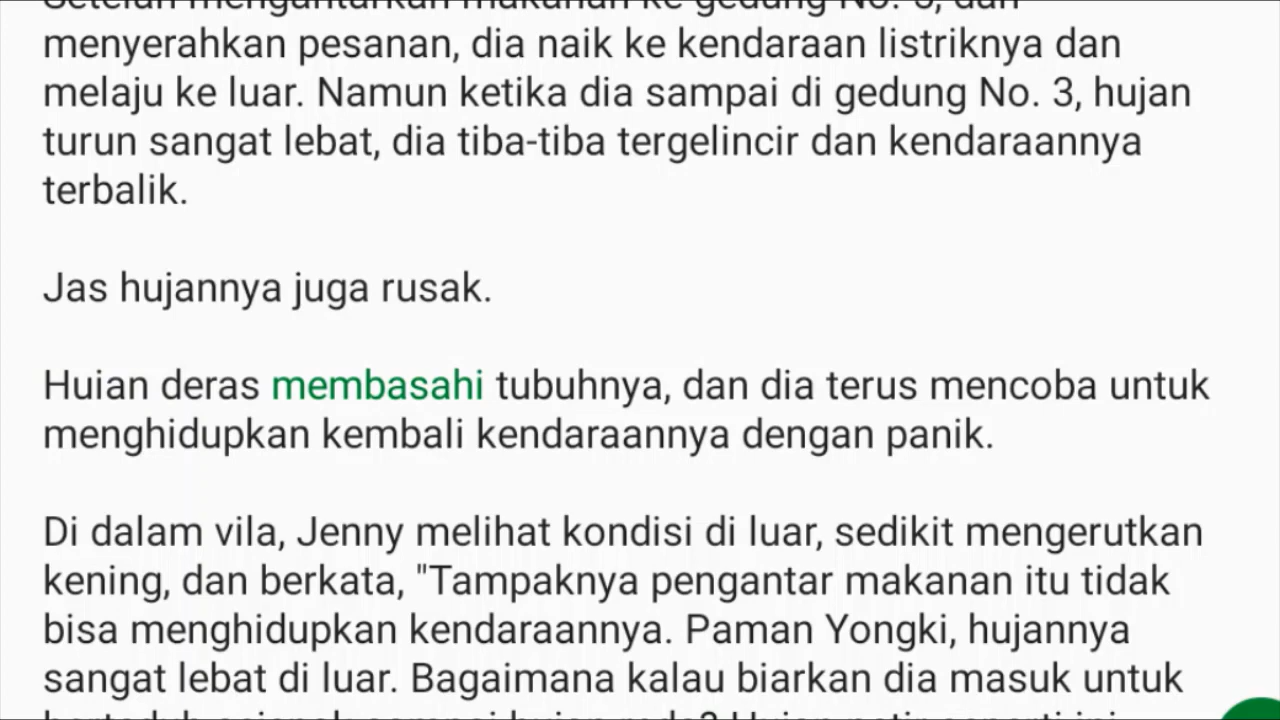 menyerahkan pesanan, dia naik ke kendaraan listriknya dan
melaju ke luar. Namun ketika dia sampai di gedung No. 3, hujan
turun sangat lebat, dia tiba-tiba tergelincir dan kendaraannya
terbalik.
Jas hujannya juga rusak.
Huian deras membasahi tubuhnya, dan dia terus mencoba untuk
menghidupkan kembali kendaraannya dengan panik.
Di dalam vila, Jenny melihat kondisi di luar, sedikit mengerutkan
kening, dan berkata, "Tampaknya pengantar makanan itu tidak
bisa menghidupkan kendaraannya. Paman Yongki, hujannya
sangat lebat di luar. Bagaimana kalau biarkan dia masuk untuk